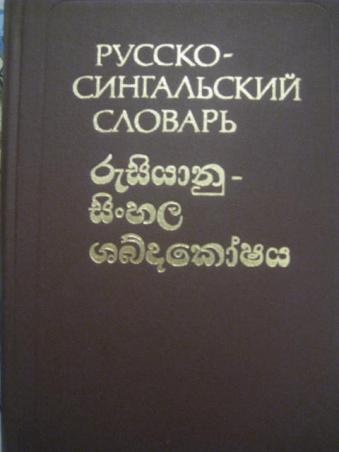 РУССКО-
СИНГАЛЬСКИЙ
СЛОВАРЬ
රුසියානු -
සිංහල
ශබ්දකෝෂය